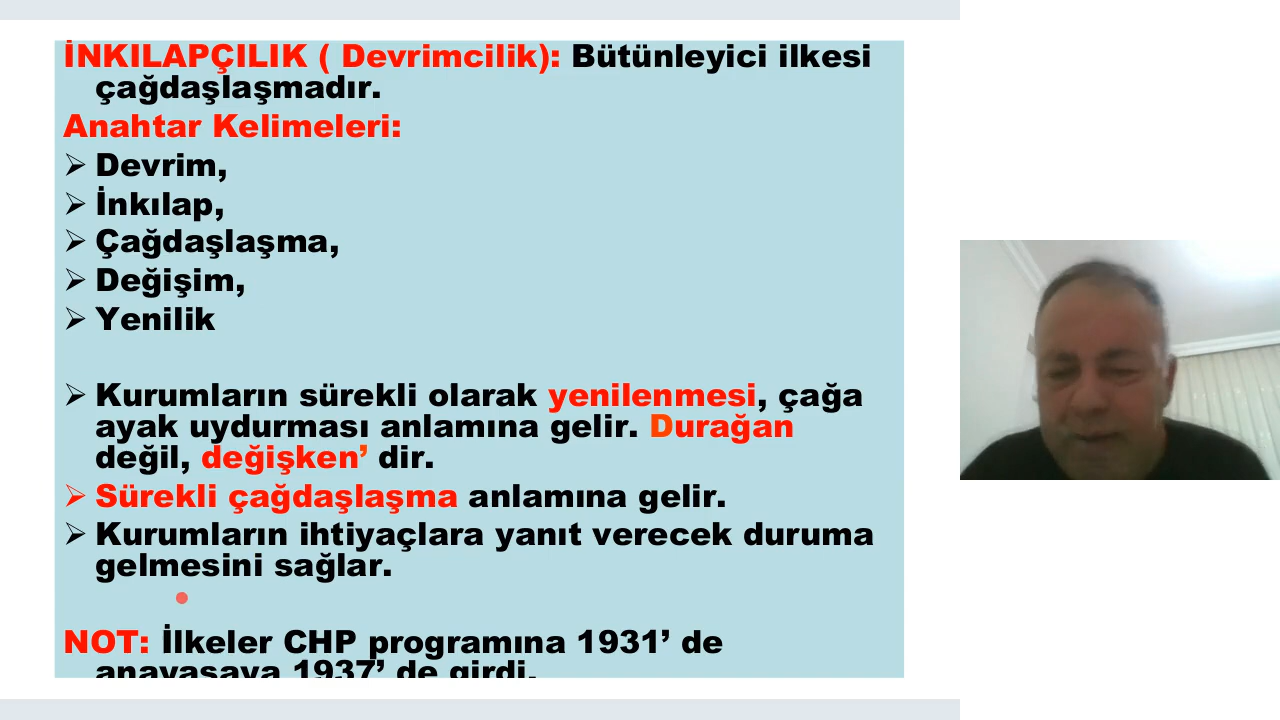 İNKILAPÇILIK ( Devrimcilik): Bütünleyici ilkesi
çağdaşlaşmadır.
Anahtar Kelimeleri:
Devrim,
İnkılap,
Çağdaşlaşma,
Değişim,
Yenilik
Kurumların sürekli olarak yenilenmesi, çağa
ayak uydurması anlamına gelir. Durağan
değil, değişken’ dir.
Sürekli çağdaşlaşma anlamına gelir.
Kurumların ihtiyaçlara yanıt verecek duruma
gelmesini sağlar.
NOT: İlkeler CHP programına 1931’ de
anayasaya 1937’ de girdi.